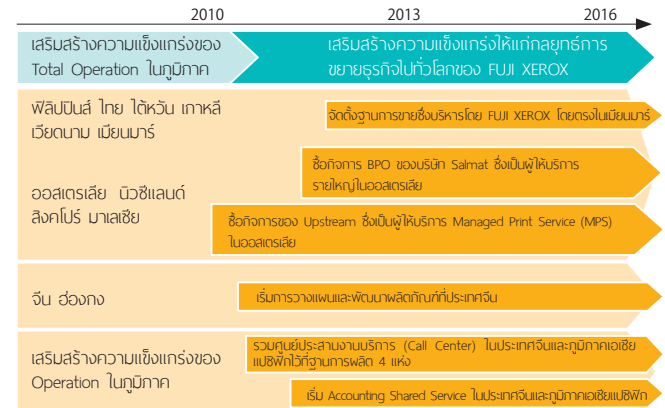 2010 2013 2016
เสริมสร้างความแข็งแกร่งของ
Total Operation ในภูมิภาค
เสริมสร้างความแข็งแกร่งให้แก่กลยุทธ์การ
ขยายธุรกิจไปทั่วโลกของ FUJI XEROX
ฟิลิปปินส์ ไทย ไต้หวัน เกาหลี
เวียดนาม เมียนมาร์
จัดตั้งฐานการขายซึ่งบริหารโดย FUJI XEROX โดยตรงในเมียนมาร์
ซื้อกิจการ BPO ของบริษัท Salmat ซึ่งเป็นผู้ให้บริการ
รายใหญ่ในออสเตรเลีย
ออสเตรเลีย นิวซีแลนด์
สิงคโปร์ มาเลเซีย
ซื้อกิจการของ Upstream ซึ่งเป็นผู้ให้บริการ Managed Print Service (MPS)
ในออสเตรเลีย
จีน ฮ่องกง
เริ่มการวางแผนและพัฒนาผลิตภัณฑ์ที่ประเทศจีน
เสริมสร้างความแข็งแกร่งของ
Operation ในภูมิภาค
รวมศูนย์ประสานงานบริการ (Call Center) ในประเทศจีนและภูมิภาคเอเชีย
แปซิฟิกไว้ที่ฐานการผลิต 4 แห่ง
เริ่ม Accounting Shared Service ในประเทศจีนและภูมิภาคเอเชียแปซิฟิก